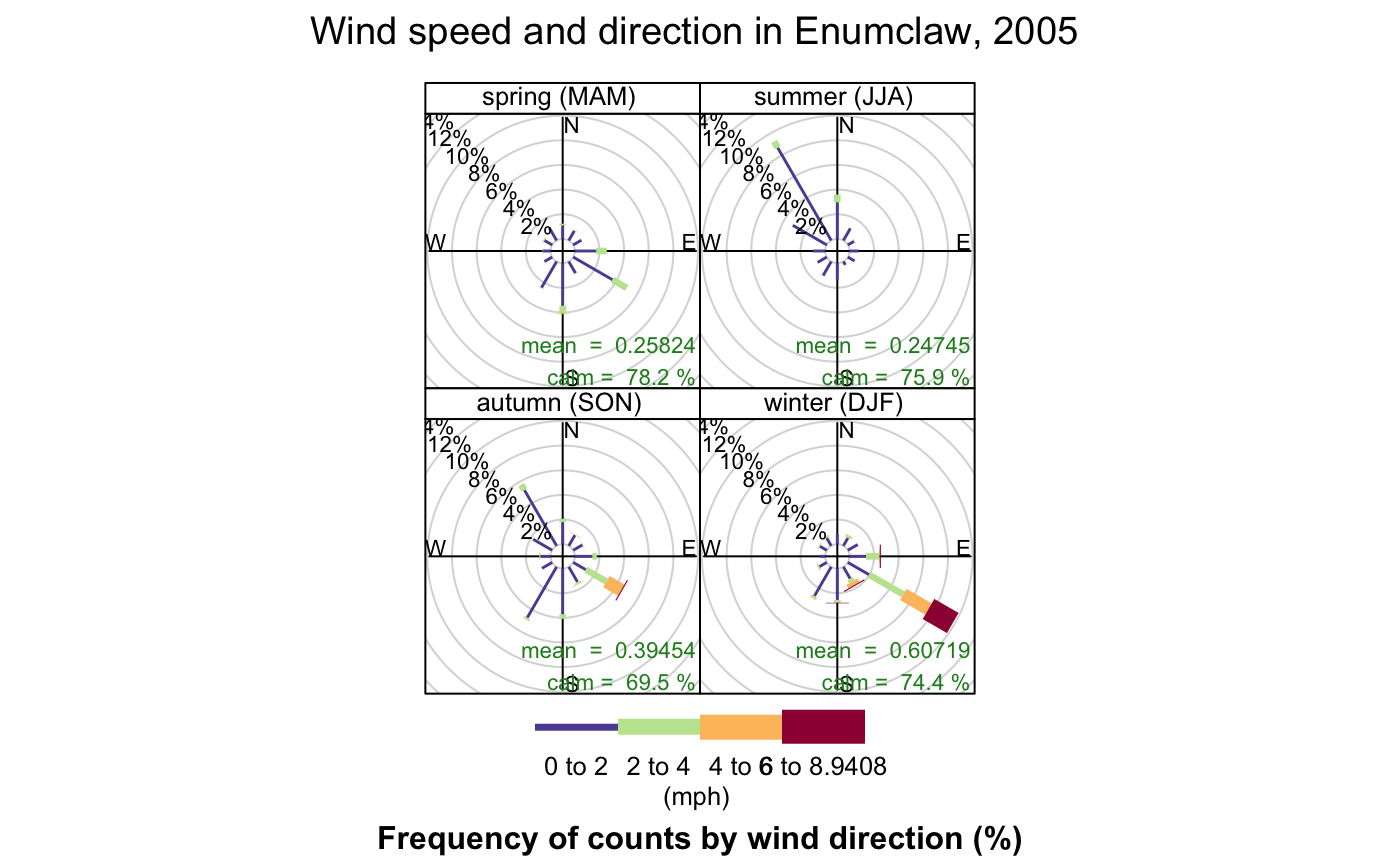 Wind speed and direction in Enumclaw, 2005
spring (MAM)
4%
12%
10%
8%
6%
4%
2%
N
W
E
S
mean = 0.25824
calm = 78.2 %
summer (JJA)
4%
12%
10%
8%
6%
4%
2%
N
W
E
S
mean = 0.24745
calm = 75.9 %
autumn (SON)
4%
12%
10%
8%
6%
4%
2%
N
W
E
S
mean = 0.39454
calm = 69.5 %
winter (DJF)
4%
12%
10%
8%
6%
4%
2%
N
W
E
S
mean = 0.60719
calm = 74.4 %
0 to 2 2 to 4 4 to 6 to 8.9408
(mph)
Frequency of counts by wind direction (%)